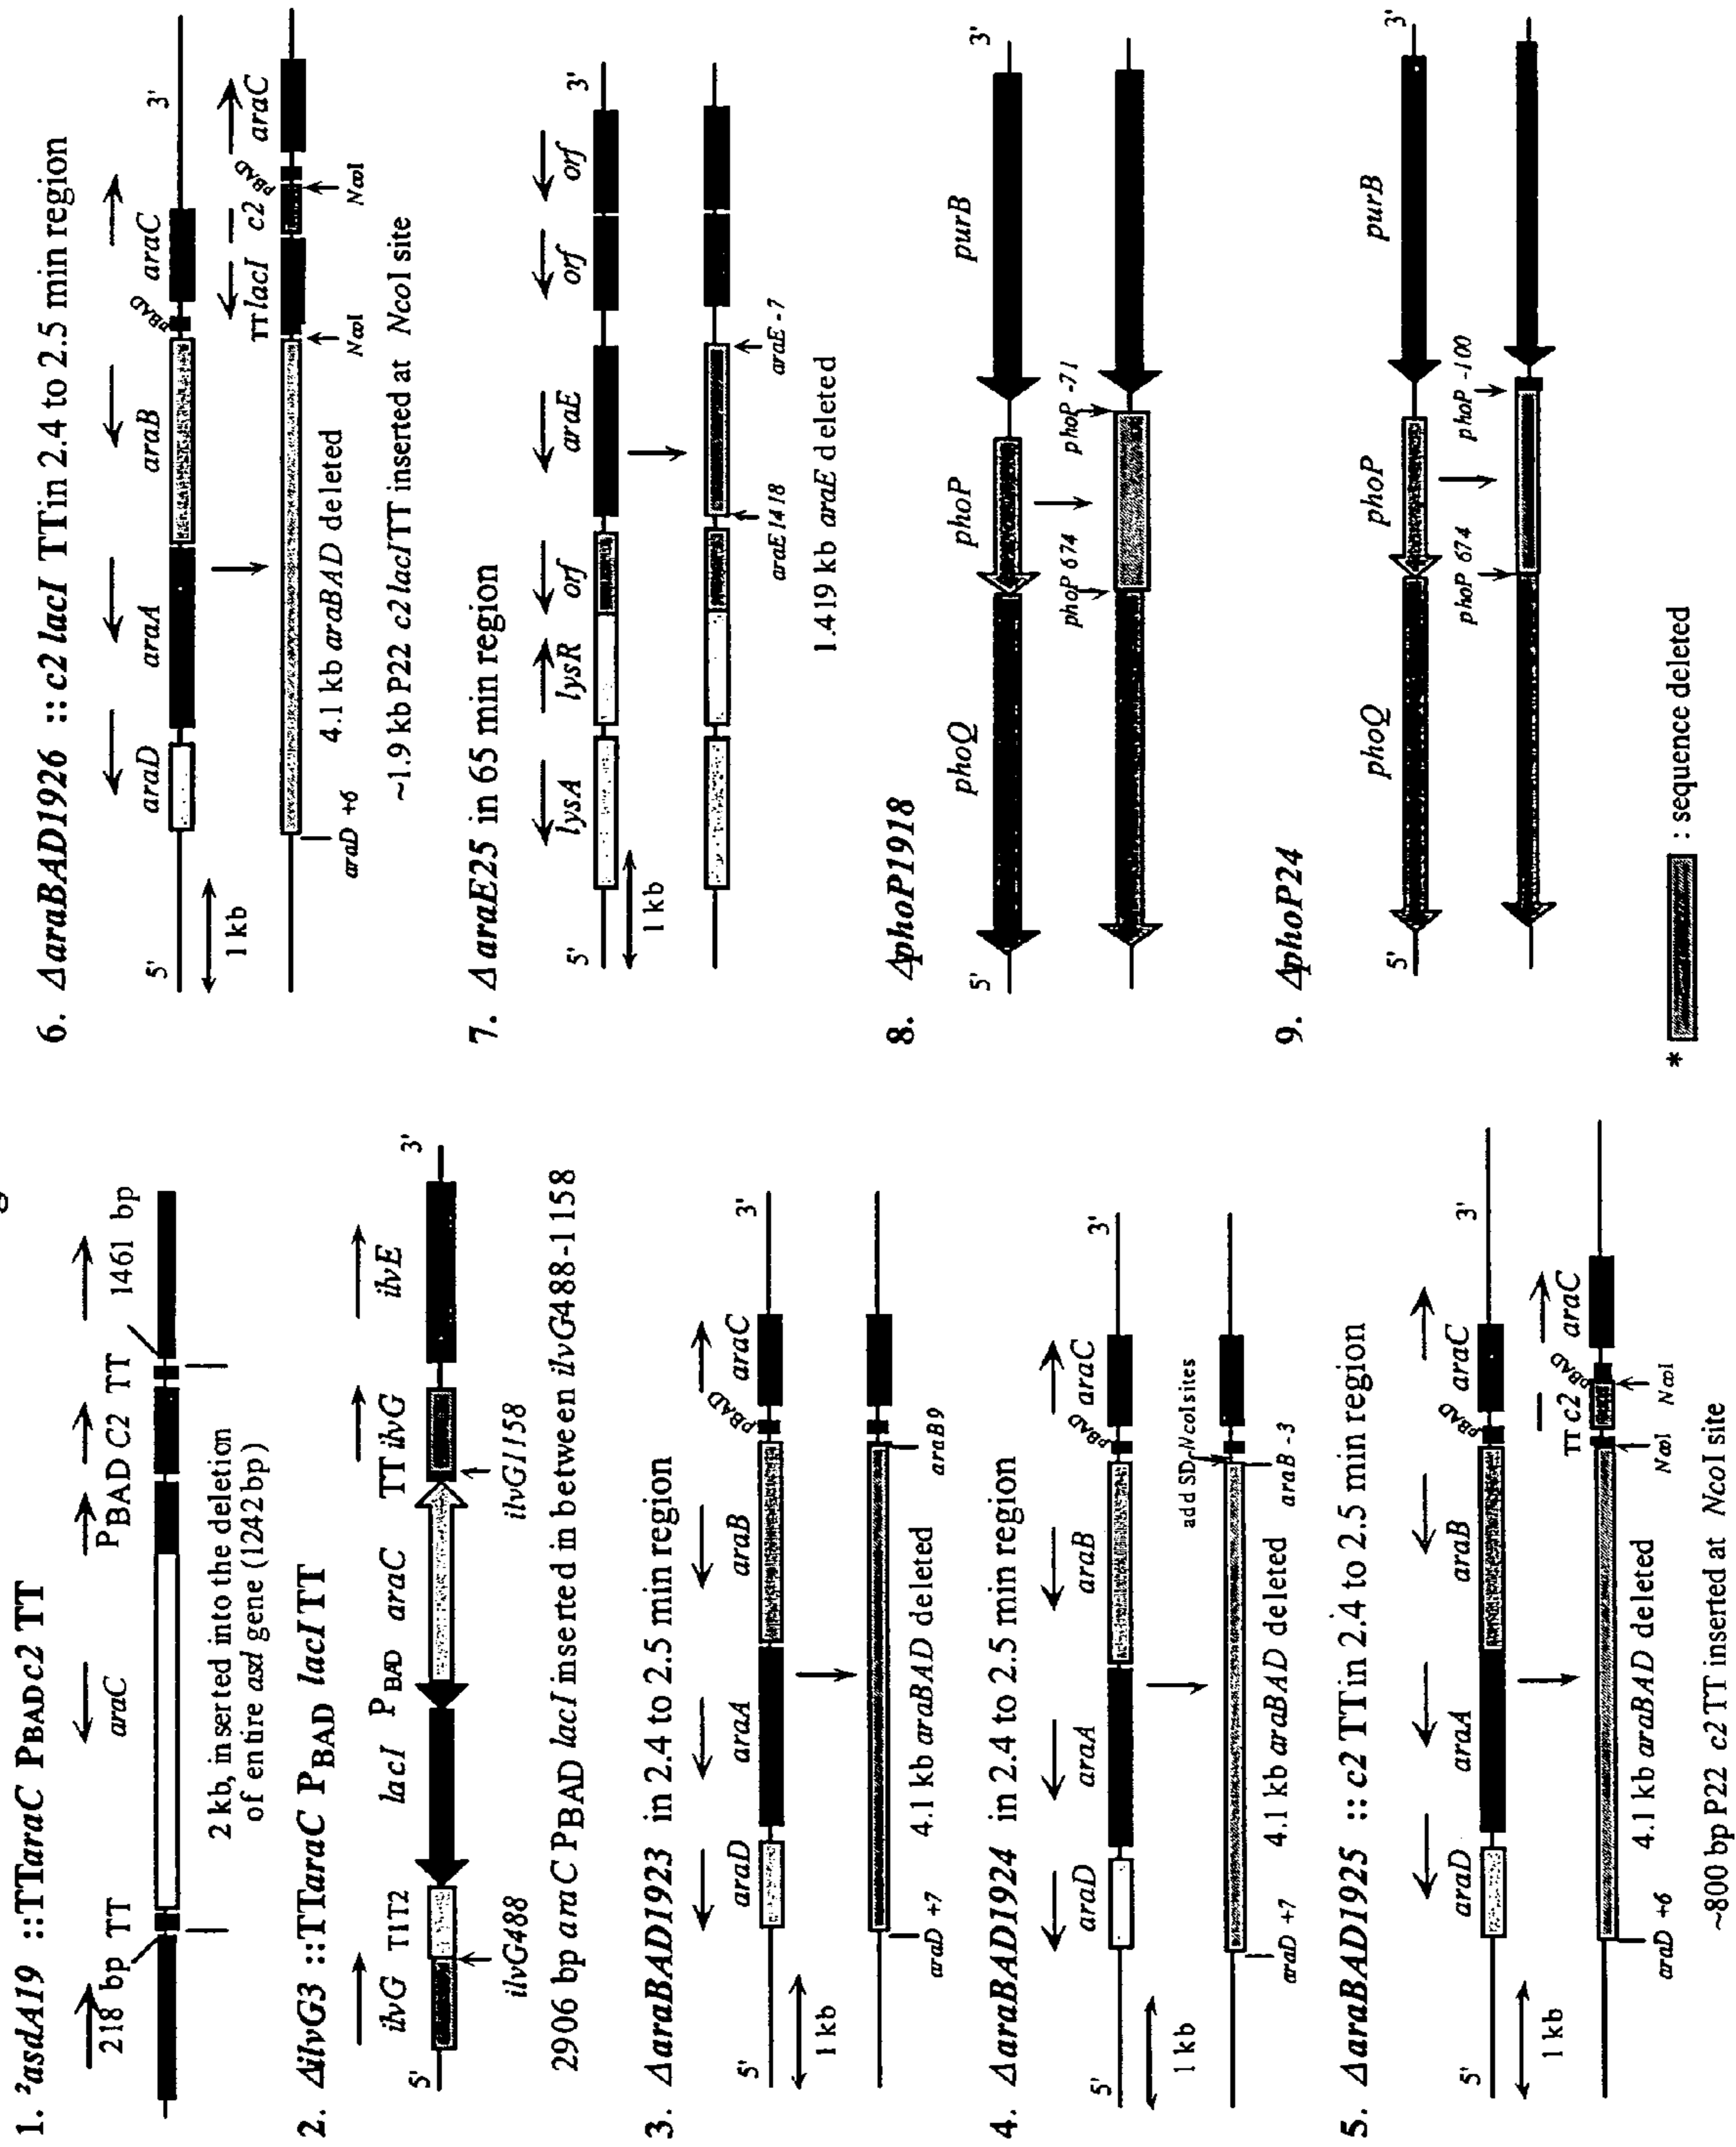 1. ²asdA19 ::TTaraC PBADc2 TT
218 bp TT araC PBAD C2 TT 1461 bp
2 kb, inserted into the deletion
of entire asd gene (1242 bp)
2. ΔilvG3 ::TTaraC PBAD lacI TT
ilvG T1T2 lacI PBAD araC TT ilvG ilvE
5' 3'
ilvG488 ilvG1158
2906 bp araC PBAD lacI inserted in between ilvG488-1158
3. ΔaraBAD1923 in 2.4 to 2.5 min region
araD araA araB PBAD araC
5' 3'
1 kb
araD +7 4.1 kb araBAD deleted araB9
4. ΔaraBAD1924 in 2.4 to 2.5 min region
araD araA araB PBAD araC
5' 3'
1 kb
add SD-NcoI sites
araD +7 4.1 kb araBAD deleted araB -3
5. ΔaraBAD1925 :: c2 TTin 2.4 to 2.5 min region
araD araA araB PBAD araC
5' 3'
1 kb
TT c2 PBAD araC
araD +6 4.1 kb araBAD deleted NcoI NcoI
~800 bp P22 c2 TT inserted at NcoI site
6. ΔaraBAD1926 :: c2 lacI TTin 2.4 to 2.5 min region
araD araA araB PBAD araC
5' 3'
1 kb
TT lacI c2 PBAD araC
araD +6 4.1 kb araBAD deleted NcoI NcoI
~1.9 kb P22 c2 lacITT inserted at NcoI site
7. ΔaraE25 in 65 min region
lysA lysR orf araE orf orf
5' 3'
1 kb
araE1418 araE -7
1.419 kb araE deleted
8. ΔphoP1918
phoQ phoP purB
5' 3'
phoP 674 phoP -71
9. ΔphoP24
phoQ phoP purB
5' 3'
phoP 674 phoP -100
* : sequence deleted